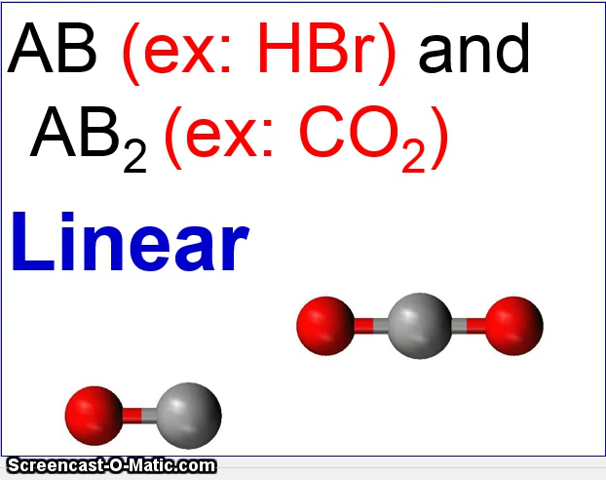 AB (ex: HBr) and
AB₂ (ex: CO₂)
Linear
Screencast-O-Matic.com